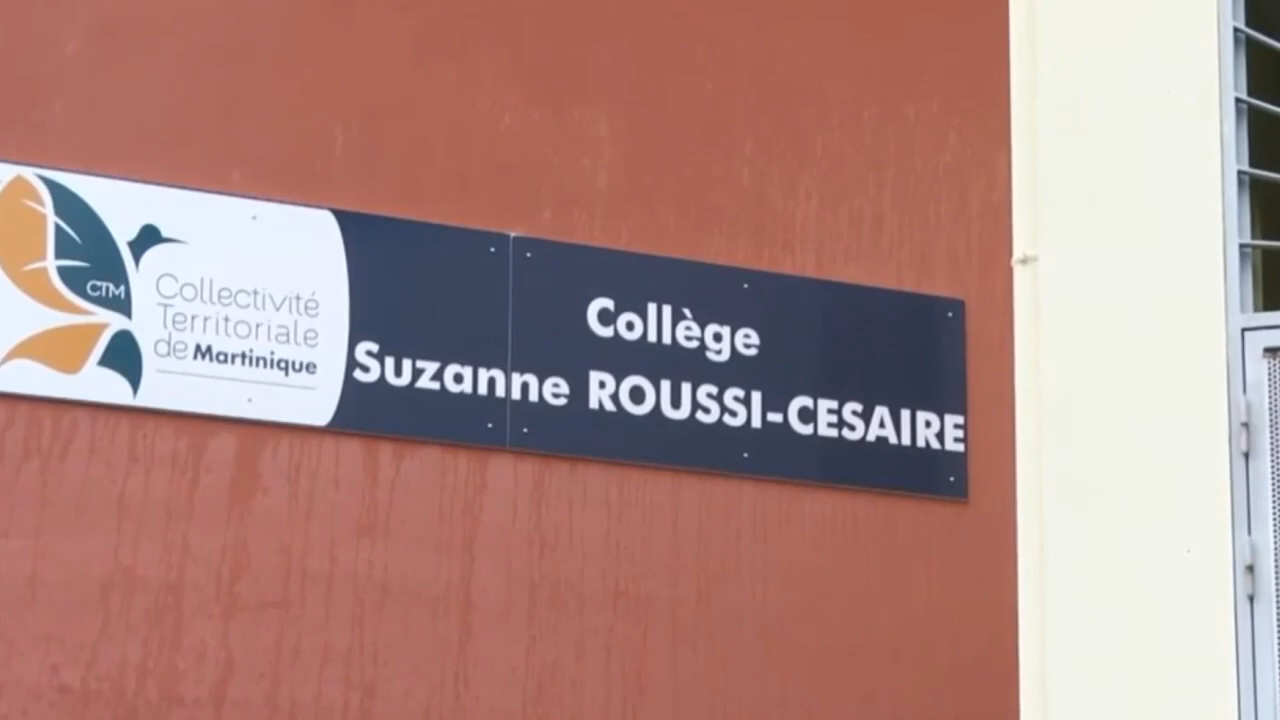 CTM
Collectivité
Territoriale
de Martinique
Collège
Suzanne ROUSSI-CESAIRE